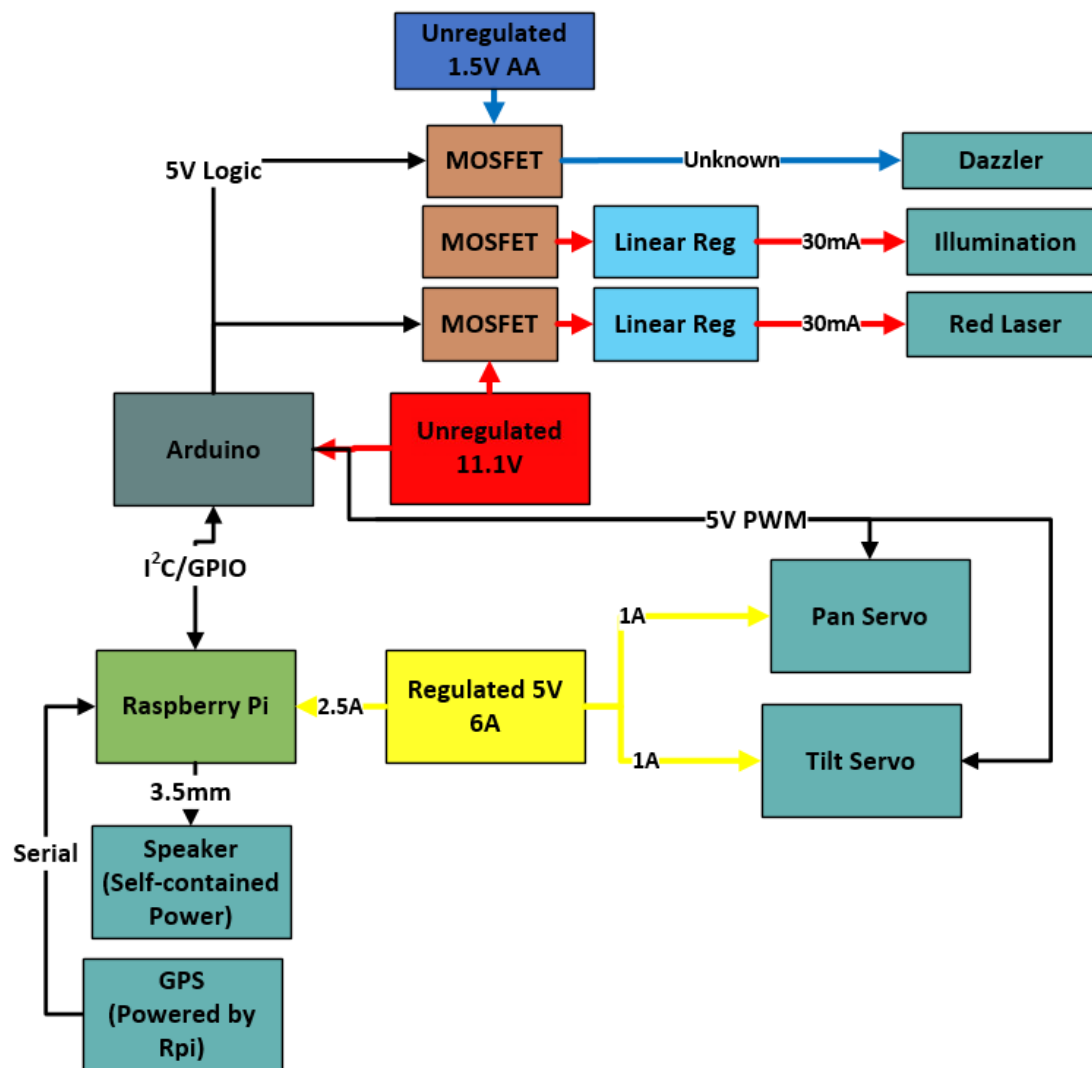 Unregulated
1.5V AA
5V Logic
MOSFET
Unknown
Dazzler
MOSFET
Linear Reg
30mA
Illumination
MOSFET
Linear Reg
30mA
Red Laser
Arduino
Unregulated
11.1V
5V PWM
I²C/GPIO
1A
Pan Servo
Raspberry Pi
2.5A
Regulated 5V
6A
1A
Tilt Servo
3.5mm
Serial
Speaker
(Self-contained
Power)
GPS
(Powered by
Rpi)